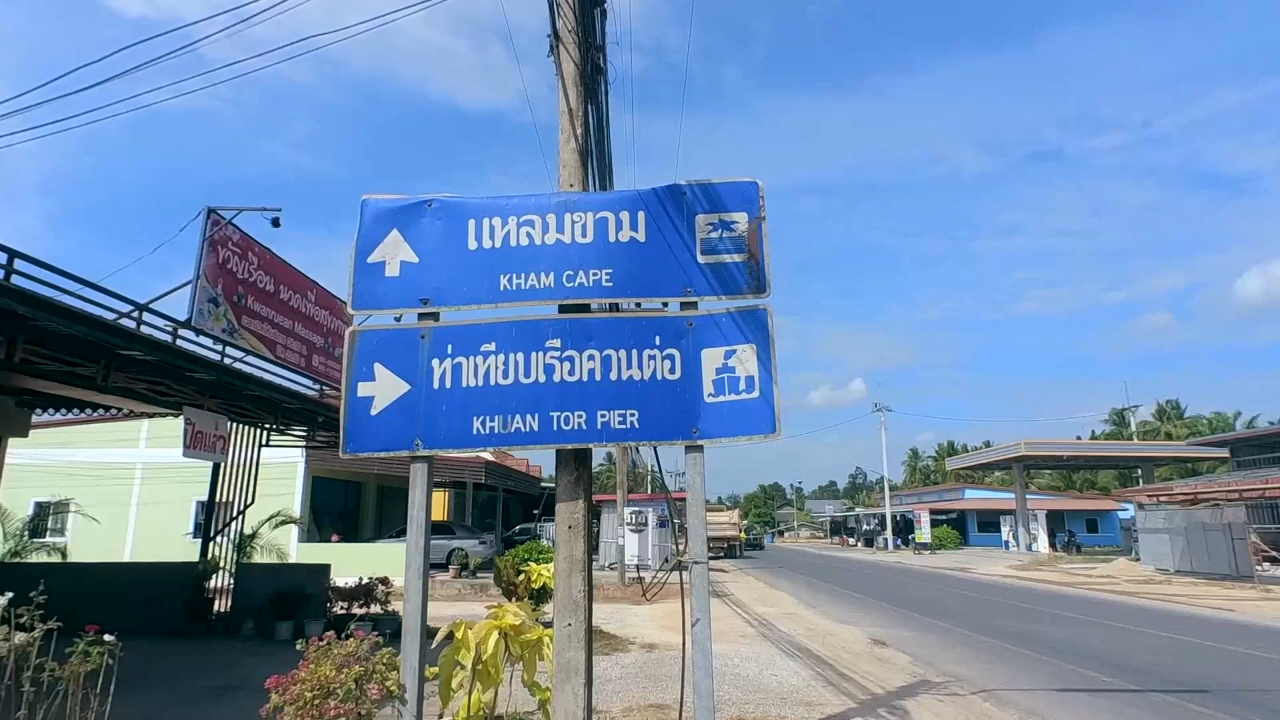 แหลมขาม
KHAM CAPE
ท่าเทียบเรือควนต่อ
KHUAN TOR PIER
ขวัญเรือน นวดเพื่อสุขภาพ
Kwanruean Massage
ปิดแล้ว